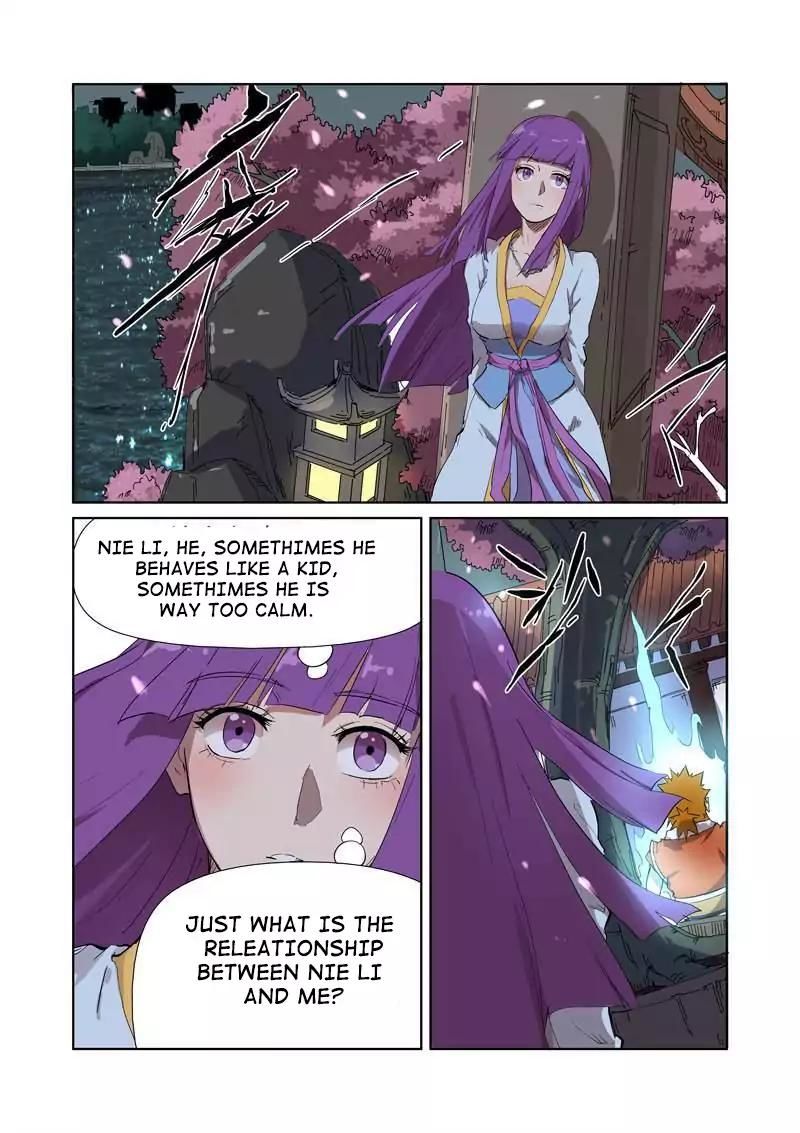 NIE LI, HE, SOMETHIMES HE
BEHAVES LIKE A KID,
SOMETHIMES HE IS
WAY TOO CALM.
JUST WHAT IS THE
RELEATIONSHIP
BETWEEN NIE LI
AND ME?